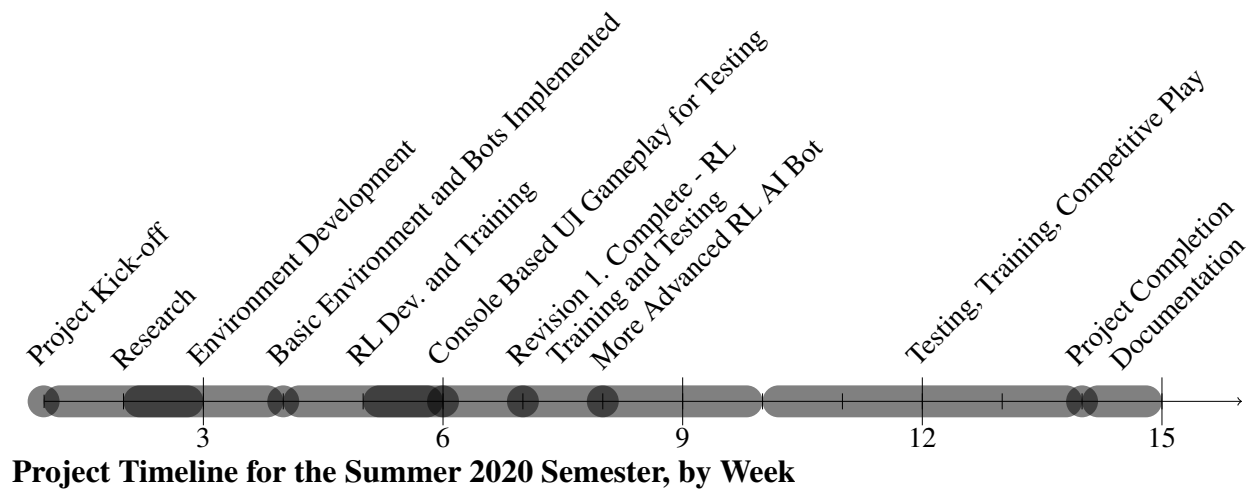 Project Kick-off
Research
Environment Development
Basic Environment and Bots Implemented
RL Dev. and Training
Console Based UI Gameplay for Testing
Revision 1. Complete - RL
Training and Testing
More Advanced RL AI Bot
Testing, Training, Competitive Play
Project Completion
Documentation
3 6 9 12 15
Project Timeline for the Summer 2020 Semester, by Week